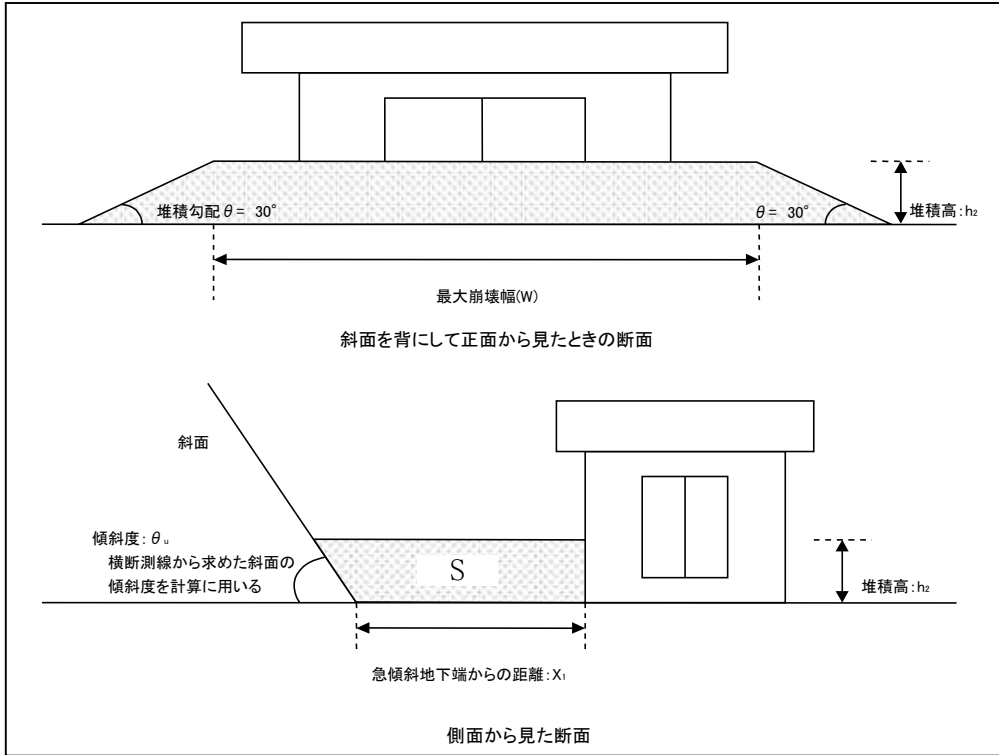 堆積勾配θ= 30°
θ= 30°
堆積高:h₂
最大崩壊幅(W)
斜面を背にして正面から見たときの断面
斜面
傾斜度:θu
横断測線から求めた斜面の
傾斜度を計算に用いる
S
堆積高:h₂
急傾斜地下端からの距離:X₁
側面から見た断面